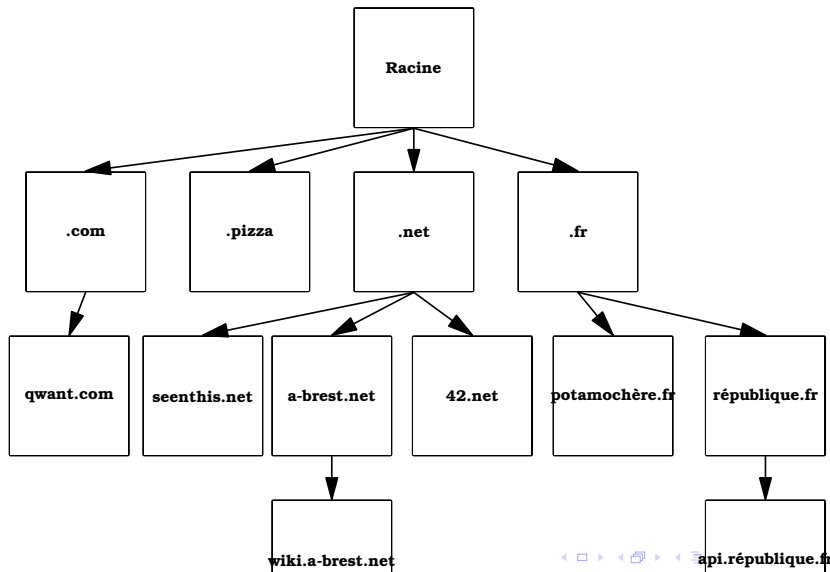 Racine
.com
.pizza
.net
.fr
qwant.com
seenthis.net
a-brest.net
42.net
potamochère.fr
république.fr
wiki.a-brest.net
api.république.fr